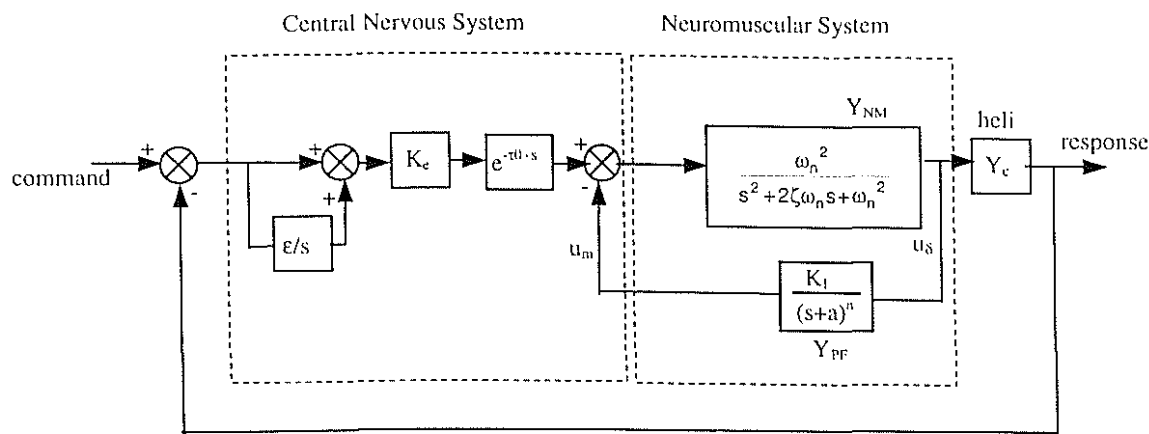 Central Nervous System
Neuromuscular System
Y_NM
heli
+
+
K_e
e^-τ0·s
+
ω_n^2
s^2+2ζω_ns+ω_n^2
Y_c
response
command
-
+
-
ε/s
u_m
u_δ
K_1
(s+a)^n
Y_PF